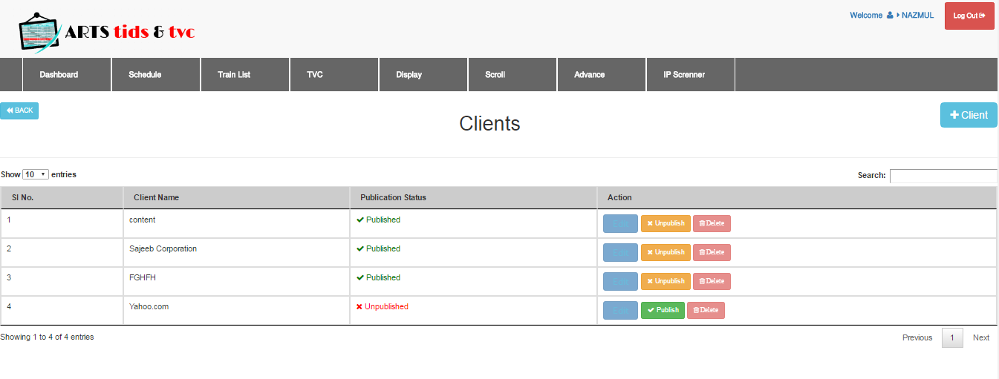 ARTS tids & tvc
Welcome NAZMUL
Log Out
Dashboard Schedule Train List TVC Display Scroll Advance IP Screnner
BACK
Clients
+ Client
Show 10 entries
Search:
Sl No. Client Name Publication Status Action
1 content Published Edit Unpublish Delete
2 Sajeeb Corporation Published Edit Unpublish Delete
3 FGHFH Published Edit Unpublish Delete
4 Yahoo.com Unpublished Edit Publish Delete
Showing 1 to 4 of 4 entries
Previous 1 Next